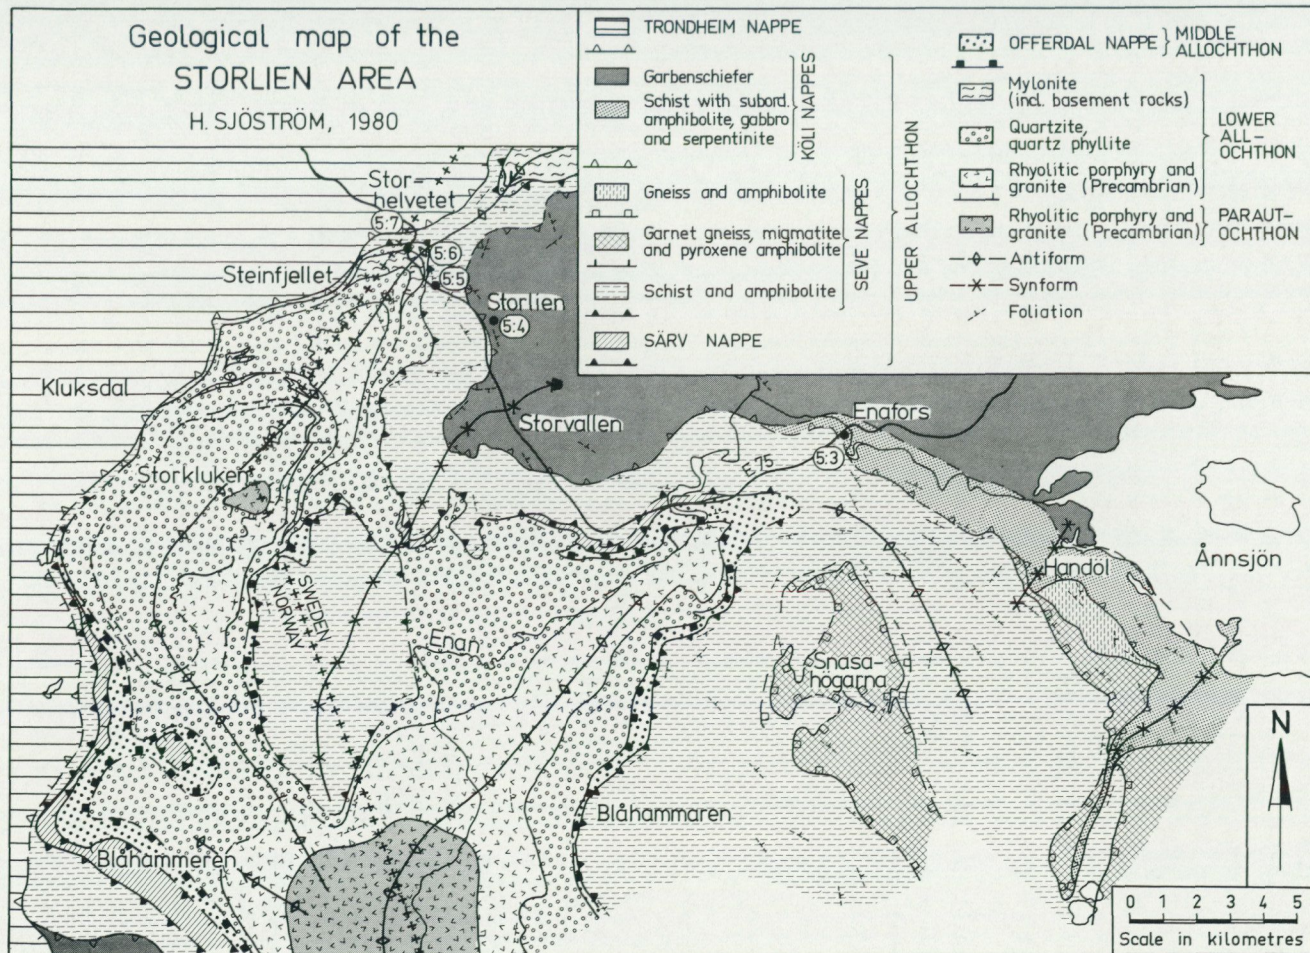 Geological map of the
STORLIEN AREA
H. SJÖSTRÖM, 1980
TRONDHEIM NAPPE
Garbenschiefer
Schist with subord.
amphibolite, gabbro
and serpentinite
KÖLI NAPPES
Gneiss and amphibolite
Garnet gneiss, migmatite
and pyroxene amphibolite
Schist and amphibolite
SEVE NAPPES
SÄRV NAPPE
UPPER ALLOCHTHON
OFFERDAL NAPPE
MIDDLE
ALLOCHTHON
Mylonite
(incl. basement rocks)
Quartzite,
quartz phyllite
Rhyolitic porphyry and
granite (Precambrian)
LOWER
ALL-
OCHTHON
Rhyolitic porphyry and
granite (Precambrian)
PARAUT-
OCHTHON
Antiform
Synform
Foliation
Stor-
helvetet
5:7
5:6
Steinfjellet
5:5
Storlien
5:4
Kluksdal
Storvallen
Enafors
5:3
E.75
Storkluken
Ånnsjön
Handöl
SWEDEN
NORWAY
Enan
Snasa-
högarna
Blåhammaren
Blåhammeren
N
0 1 2 3 4 5
Scale in kilometres